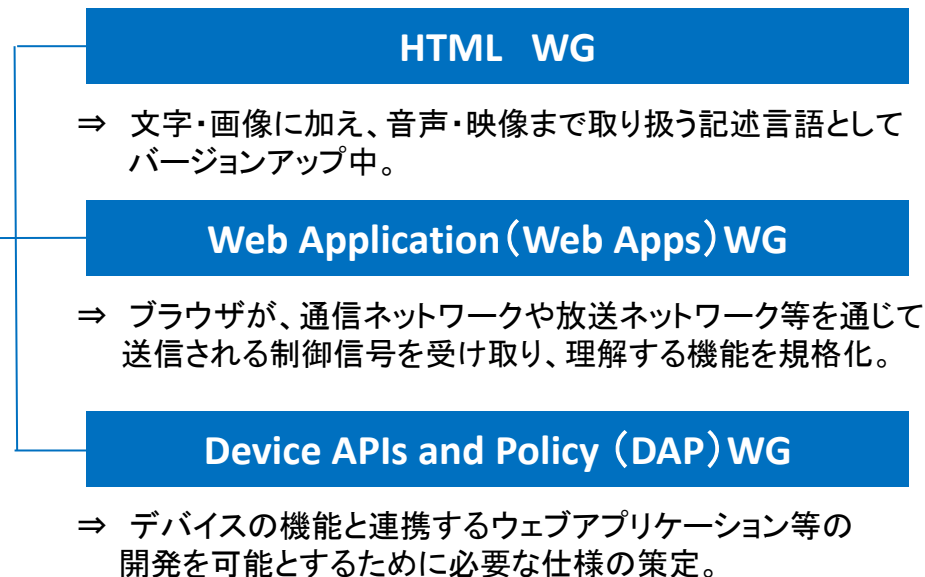 HTML　WG
⇒　文字・画像に加え、音声・映像まで取り扱う記述言語として
バージョンアップ中。
Web Application（Web Apps）WG
⇒　ブラウザが、通信ネットワークや放送ネットワーク等を通じて
送信される制御信号を受け取り、理解する機能を規格化。
Device APIs and Policy （DAP）WG
⇒　デバイスの機能と連携するウェブアプリケーション等の
開発を可能とするために必要な仕様の策定。